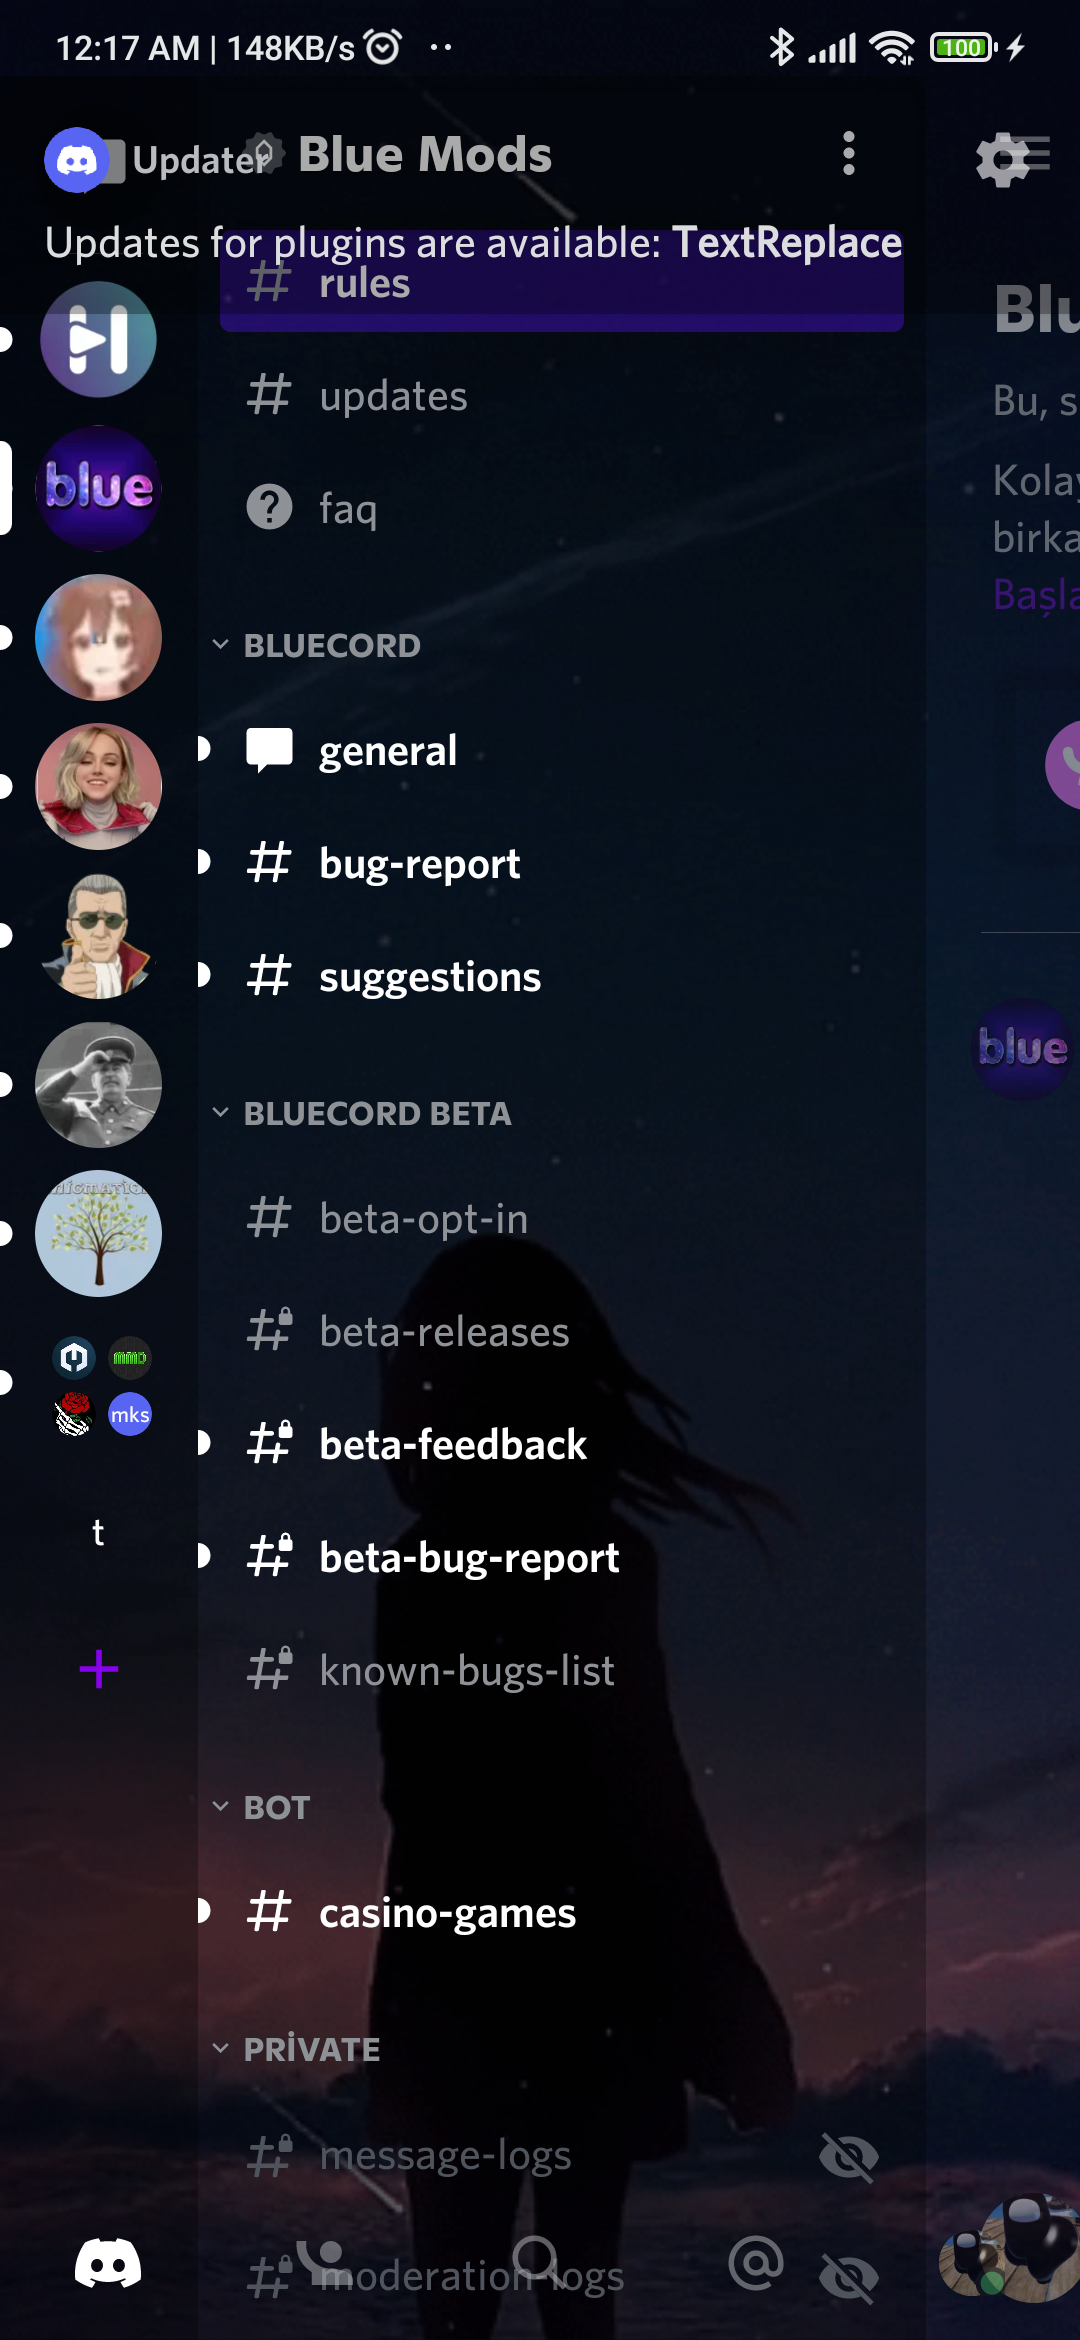 12:17 AM | 148KB/s
100
Updater
Blue Mods
Updates for plugins are available: TextReplace
rules
Blu
updates
Bu, s
blue
faq
Kolay
birka
Başla
BLUECORD
general
bug-report
suggestions
blue
BLUECORD BETA
beta-opt-in
beta-releases
MMD
mks
beta-feedback
t
beta-bug-report
known-bugs-list
BOT
casino-games
PRİVATE
message-logs
moderation-logs